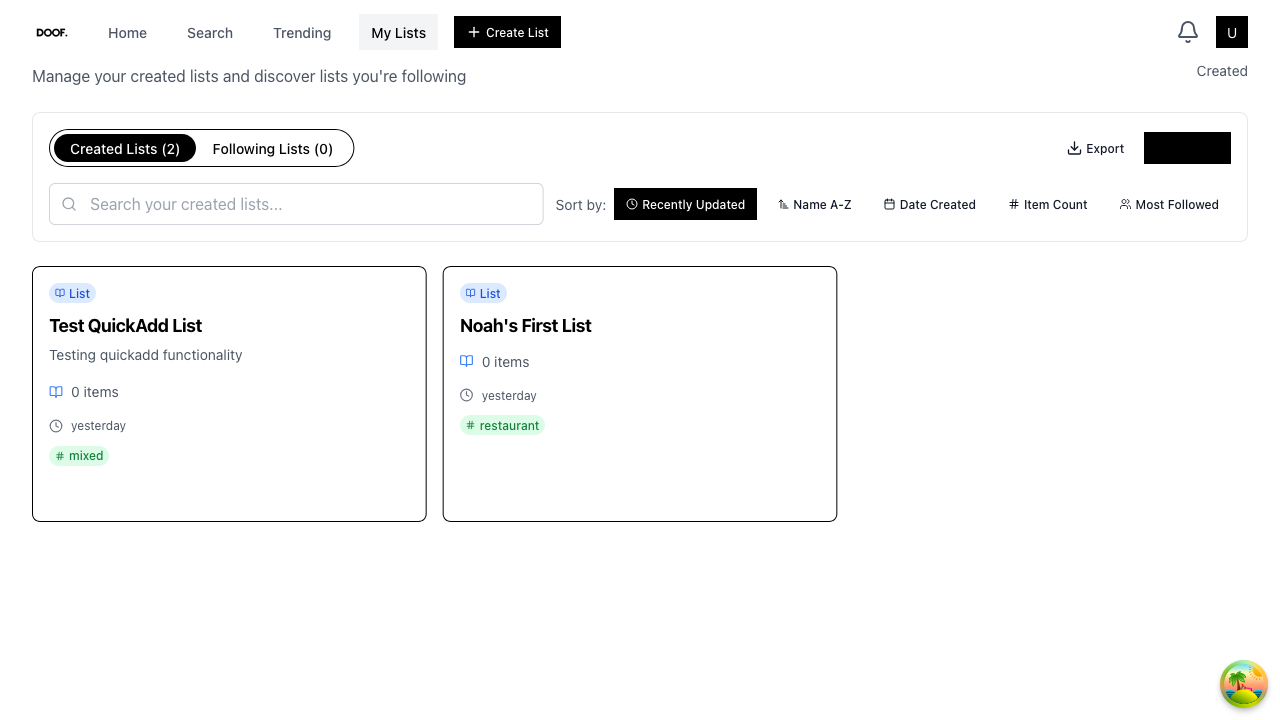 DOOF. Home Search Trending My Lists + Create List U
Manage your created lists and discover lists you're following
Created
Created Lists (2) Following Lists (0) Export
Search your created lists... Sort by: Recently Updated Name A-Z Date Created # Item Count Most Followed
List
Test QuickAdd List
Testing quickadd functionality
0 items
yesterday
# mixed
List
Noah's First List
0 items
yesterday
# restaurant